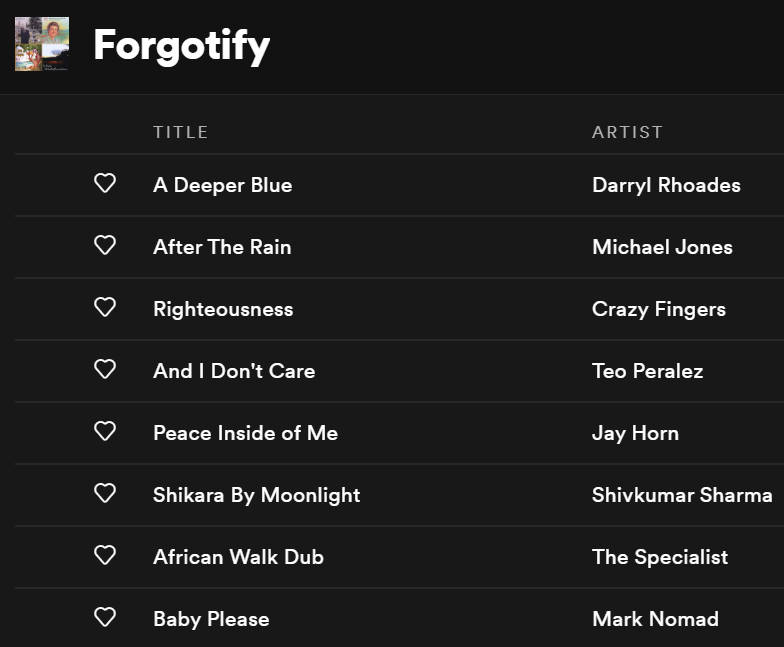 Forgotify
TITLE ARTIST
A Deeper Blue Darryl Rhoades
After The Rain Michael Jones
Righteousness Crazy Fingers
And I Don't Care Teo Peralez
Peace Inside of Me Jay Horn
Shikara By Moonlight Shivkumar Sharma
African Walk Dub The Specialist
Baby Please Mark Nomad